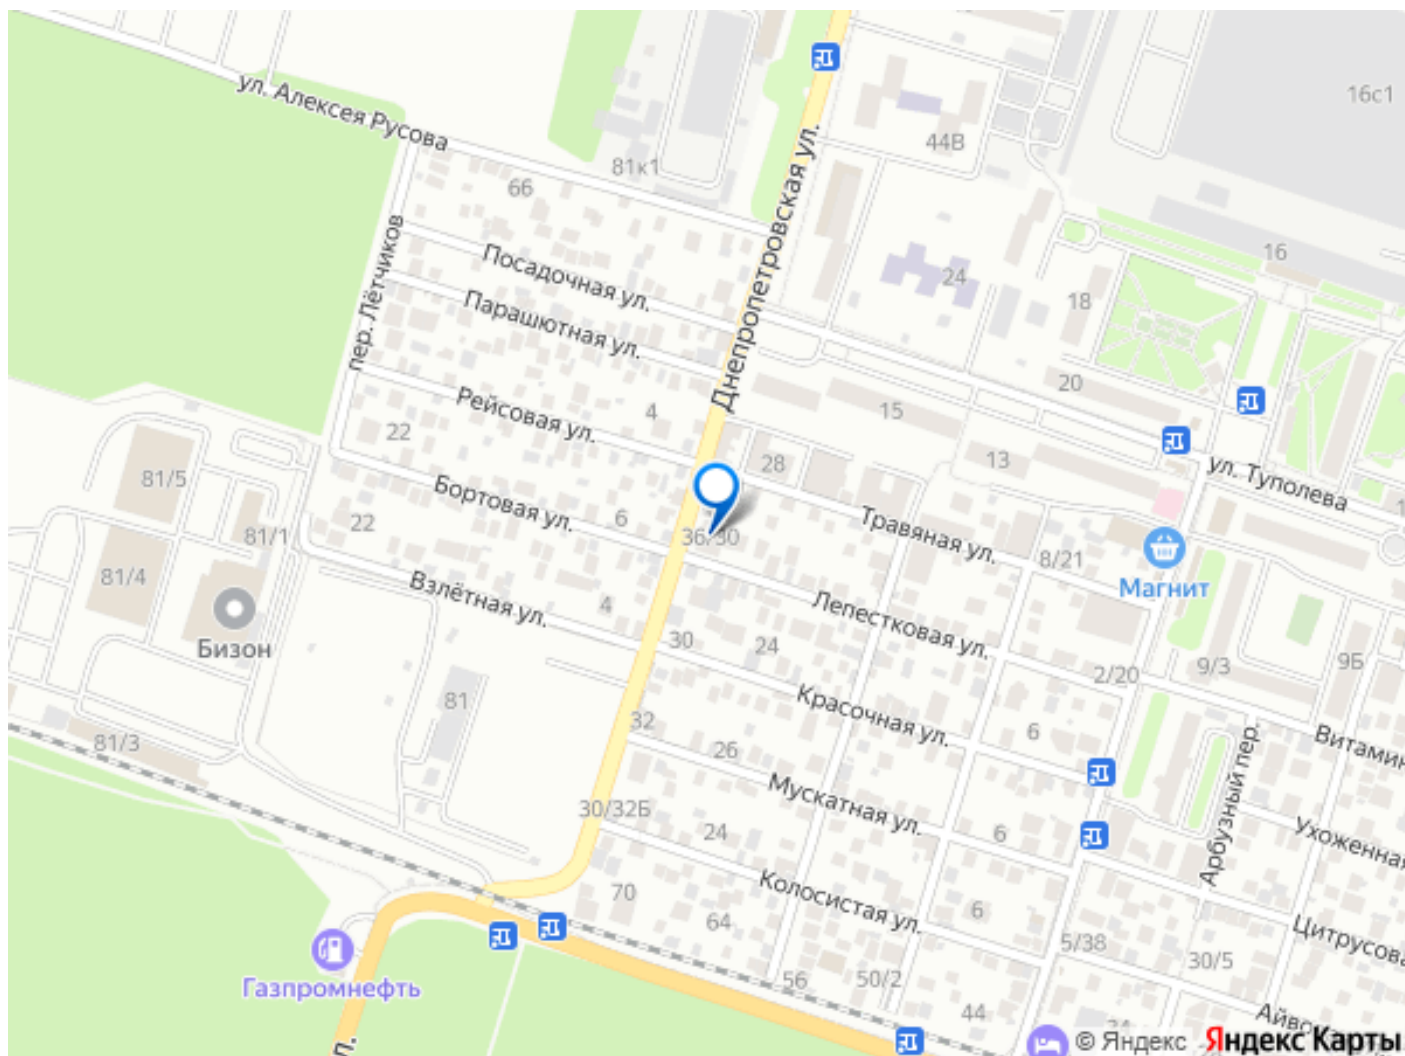 16с1
ул. Алексея Русова
44В
81к1
66
Днепропетровская ул.
пер. Лётчиков
Посадочная ул.
24
16
18
Парашютная ул.
20
Рейсовая ул.
4
15
22
28
13
ул. Туполева
81/5
Бортовая ул.
6
22
81/1
36/30
Травяная ул.
8/21
Магнит
81/4
Взлётная ул.
4
Лепестковая ул.
Бизон
30
24
2/20
9/3
9Б
81
Красочная ул.
32
6
81/3
26
Витамин
Арбузный пер.
Мускатная ул.
30/32Б
24
6
Ухоженная
Колосистая ул.
70
64
6
Цитрусова
5/38
30/5
Газпромнефть
56
50/2
44
34
Айво
л.
© Яндекс Яндекс Карты